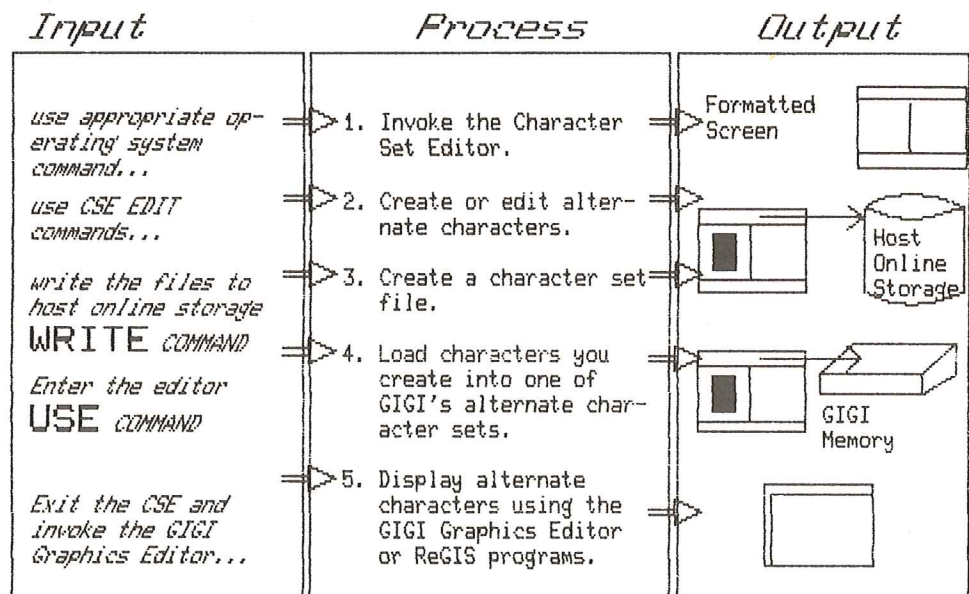 Input
Process
Output
use appropriate op-
erating system
command...
use CSE EDIT
commands...
write the files to
host online storage
WRITE COMMAND
Enter the editor
USE COMMAND
Exit the CSE and
invoke the GIGI
Graphics Editor...
1. Invoke the Character
Set Editor.
2. Create or edit alter-
nate characters.
3. Create a character set
file.
4. Load characters you
create into one of
GIGI's alternate char-
acter sets.
5. Display alternate
characters using the
GIGI Graphics Editor
or ReGIS programs.
Formatted
Screen
Host
Online
Storage
GIGI
Memory